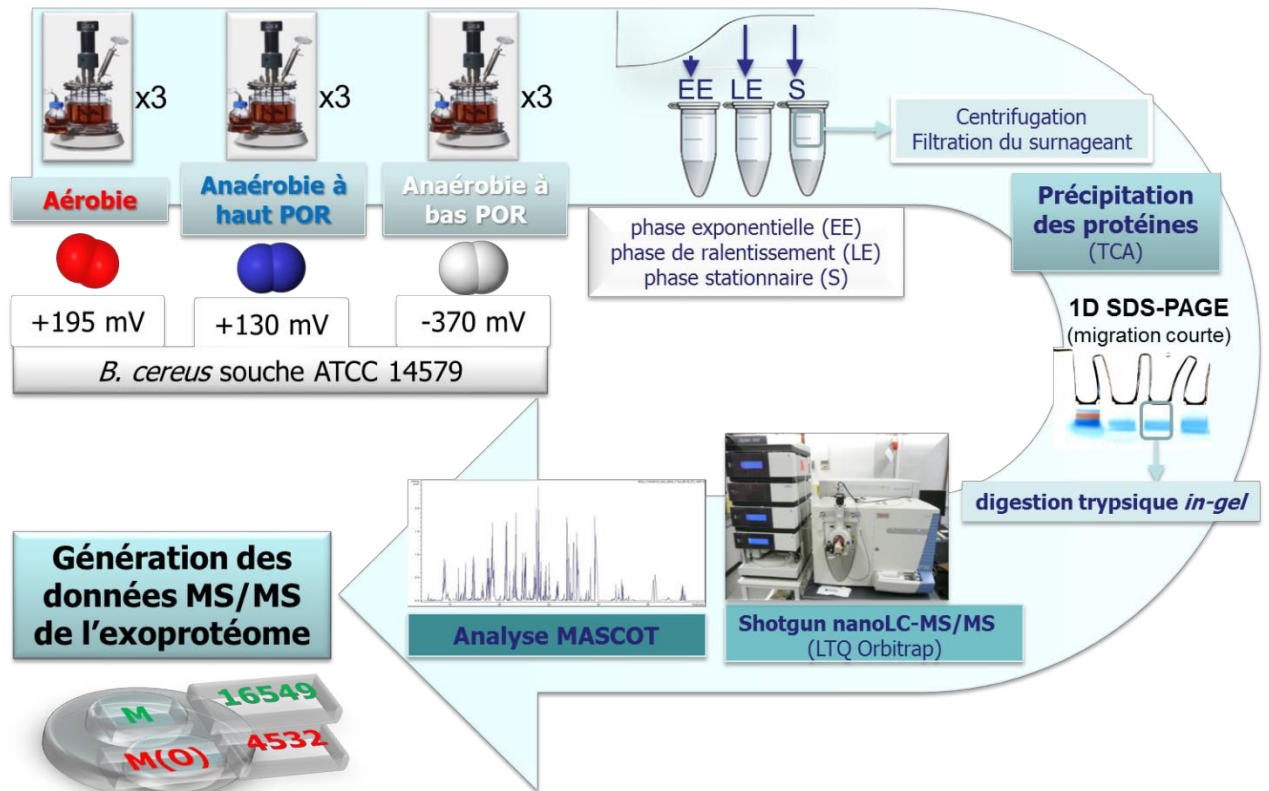 x3
x3
x3
Aérobie
Anaérobie à
haut POR
Anaérobie à
bas POR
+195 mV
+130 mV
-370 mV
B. cereus souche ATCC 14579
EE LE S
phase exponentielle (EE)
phase de ralentissement (LE)
phase stationnaire (S)
Centrifugation
Filtration du surnageant
Précipitation
des protéines
(TCA)
1D SDS-PAGE
(migration courte)
digestion trypsique in-gel
Shotgun nanoLC-MS/MS
(LTQ Orbitrap)
Analyse MASCOT
Génération des
données MS/MS
de l’exoprotéome
M 16549
M(O) 4532